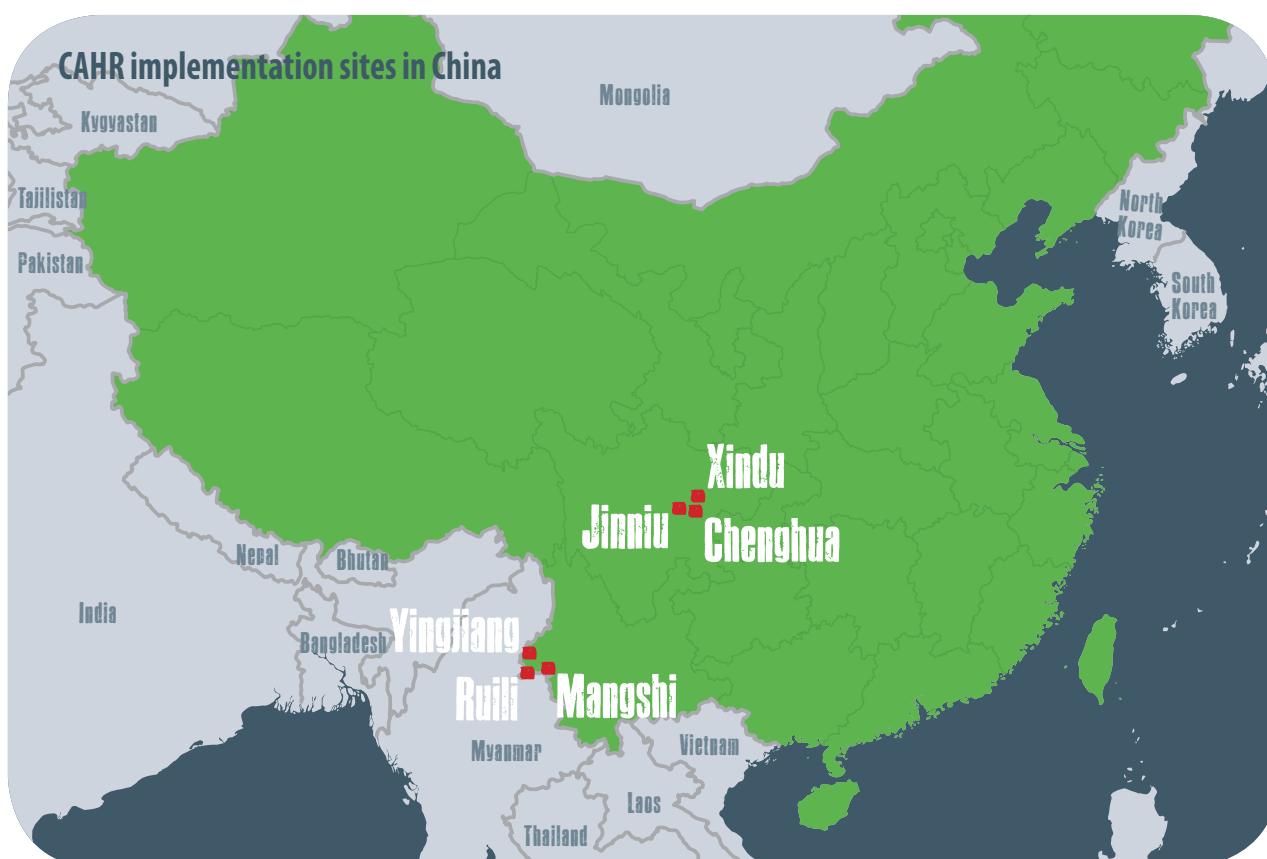 CAHR implementation sites in China
Mongolia
Kygyastan
Tajilistan
North
Korea
Pakistan
South
Korea
Xindu
Jinniu
Chenghua
Nepal
Bhutan
India
Bangladesh
Yingjiang
Ruili
Mangshi
Myanmar
Vietnam
Laos
Thailand